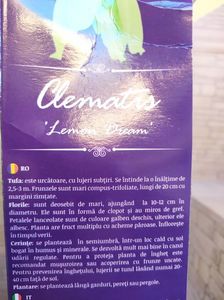 Clematis
'Lemon Dream'
RO
Tufa: este urcătoare, cu lujeri subțiri. Se întinde la o înălțime de
2,5-3 m. Frunzele sunt mari compus-trifoliate, lungi de 20 cm cu
margini zimțate.
Florile: sunt deosebit de mari, ajungând la 10-12 cm în
diametru. Ele sunt în formă de clopot și au miros de gref.
Petalele lanceolate sunt de culoare galben deschis, ulterior ele
albesc. Planta are fruct multiplu cu achene păroase. Înflorește
în timpul verii.
Cerințe: se plantează în semiumbră, într-un loc cald cu sol
bogat în humus și minerale. Se dezvoltă mult mai bine în cazul
udării regulate. Pentru a proteja planta de îngheț este
recomandat mușuroirea sau acoperirea cu frunze uscate.
Pentru prevenirea înghețului, lujerii se tund lăsând numai 20-
40 cm față de sol.
Plantare: se plantează lângă garduri, pereți sau pergole.
IT